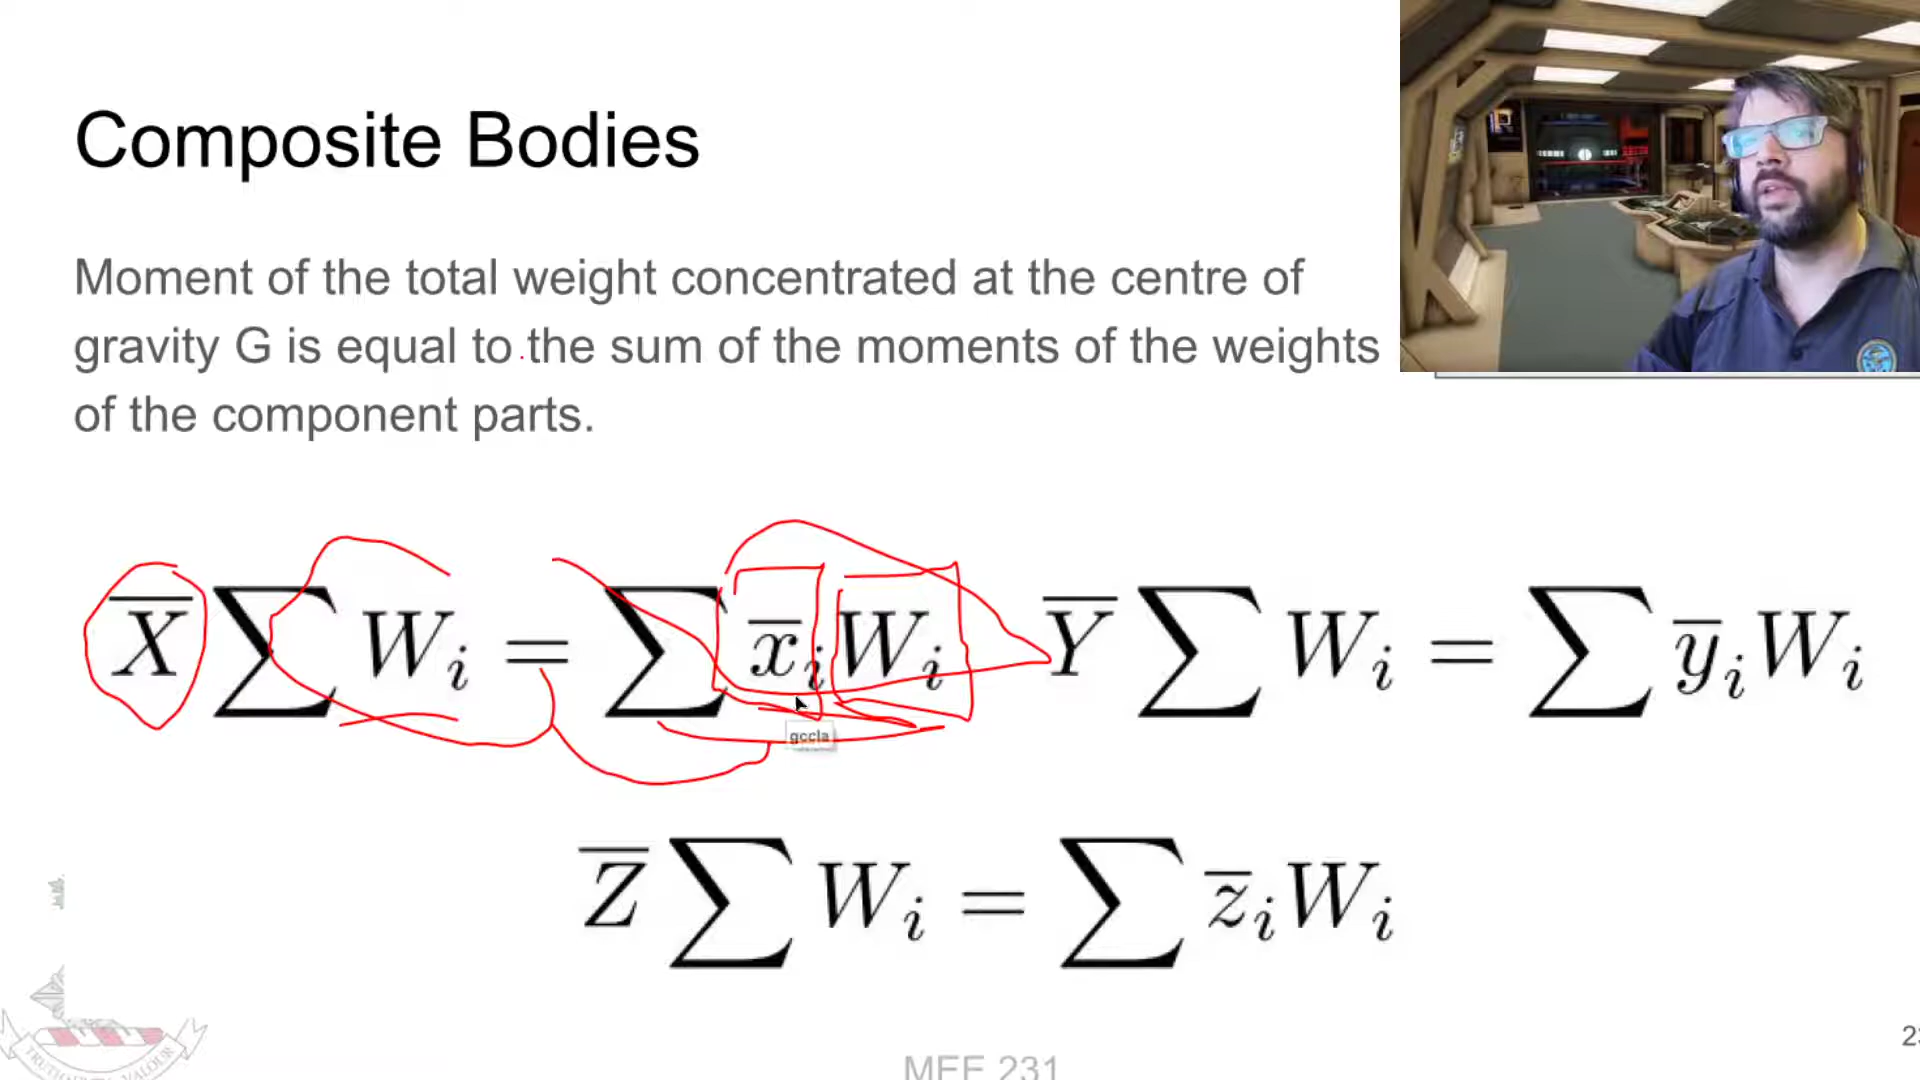 Composite Bodies
Moment of the total weight concentrated at the centre of
gravity G is equal to the sum of the moments of the weights
of the component parts.
X̅ ∑ Wᵢ = ∑ x̅ᵢWᵢ   Y̅ ∑ Wᵢ = ∑ y̅ᵢWᵢ
gccla
Z̅ ∑ Wᵢ = ∑ z̅ᵢWᵢ
MEE 231